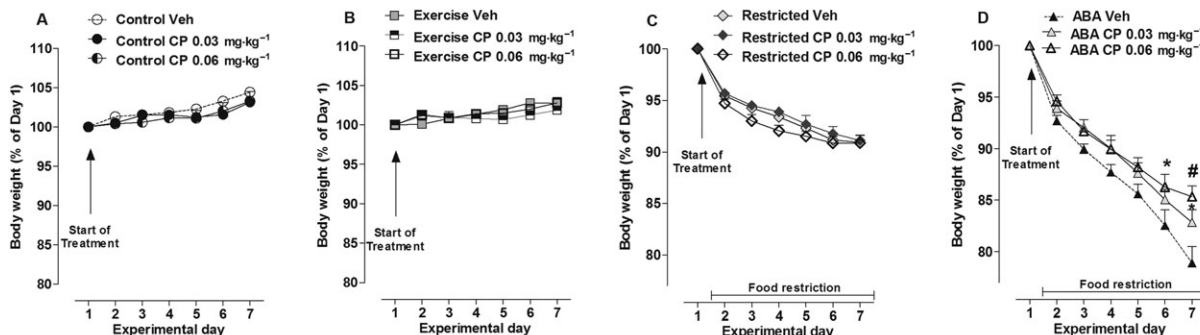 A
Control Veh
Control CP 0.03 mg·kg⁻¹
Control CP 0.06 mg·kg⁻¹
Body weight (% of Day 1)
110
105
100
95
90
85
80
Start of
Treatment
1 2 3 4 5 6 7
Experimental day
B
Exercise Veh
Exercise CP 0.03 mg·kg⁻¹
Exercise CP 0.06 mg·kg⁻¹
Body weight (% of Day 1)
110
105
100
95
90
85
80
Start of
Treatment
1 2 3 4 5 6 7
Experimental day
C
Restricted Veh
Restricted CP 0.03 mg·kg⁻¹
Restricted CP 0.06 mg·kg⁻¹
Body weight (% of Day 1)
100
95
90
85
80
Start of
Treatment
Food restriction
1 2 3 4 5 6 7
Experimental day
D
ABA Veh
ABA CP 0.03 mg·kg⁻¹
ABA CP 0.06 mg·kg⁻¹
Body weight (% of Day 1)
100
95
90
85
80
Start of
Treatment
*
#
*
Food restriction
1 2 3 4 5 6 7
Experimental day